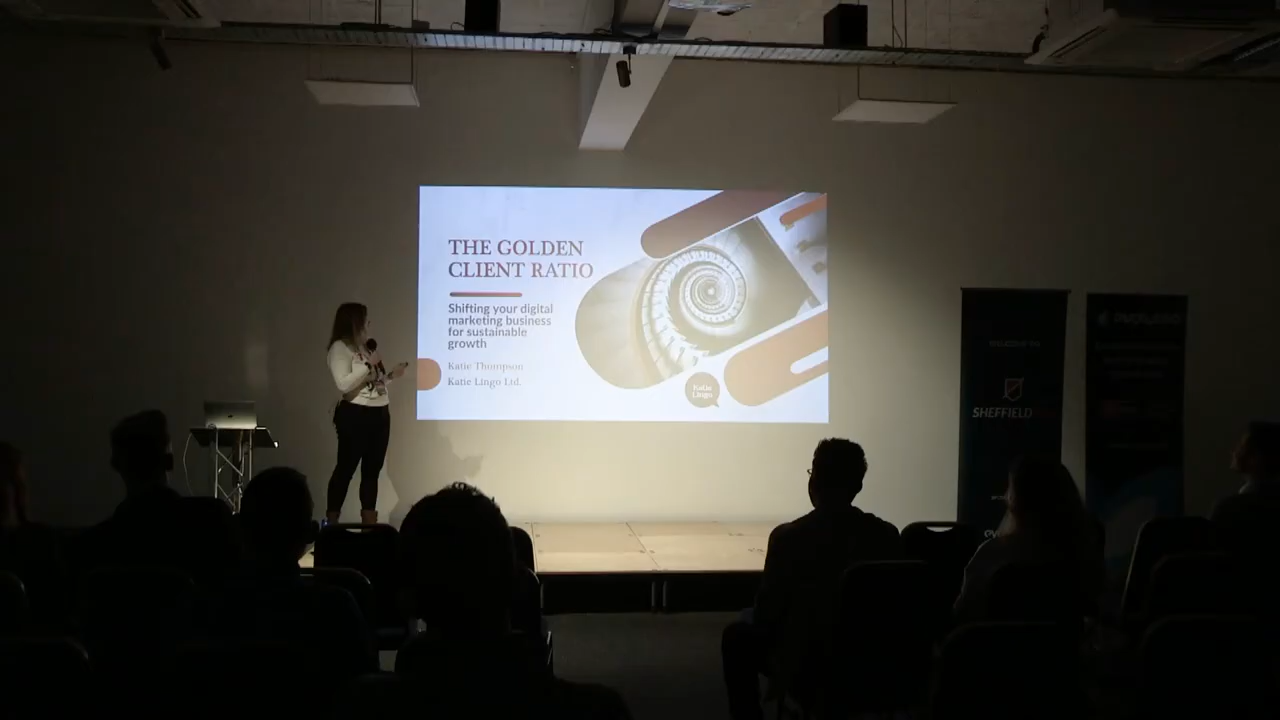 THE GOLDEN
CLIENT RATIO
Shifting your digital
marketing business
for sustainable
growth
Katie Thompson
Katie Lingo Ltd.
Katie
Lingo
SHEFFIELD